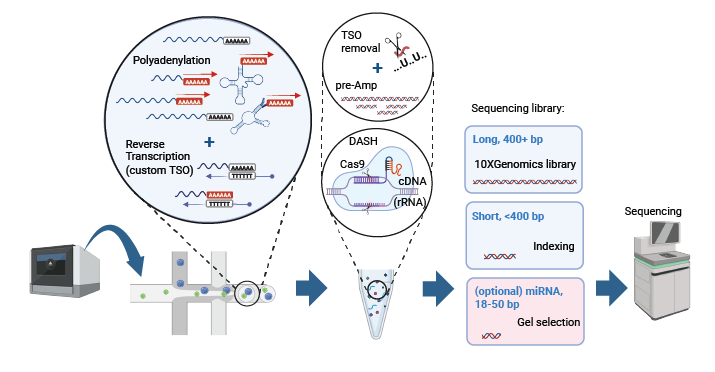 AAAAAA
Polyadenylation
AAAAAA
AAAAAA
AAAAAA
AAAAAA
AAAAAA
+
Reverse
Transcription
(custom TSO)
AAAAAA
TTTTTT
AAAAAA
TTTTTT
TSO
removal
...U..U..
+
pre-Amp
DASH
Cas9
cDNA
(rRNA)
Sequencing library:
Long, 400+ bp
10XGenomics library
Short, <400 bp
Indexing
(optional) miRNA,
18-50 bp
Gel selection
Sequencing